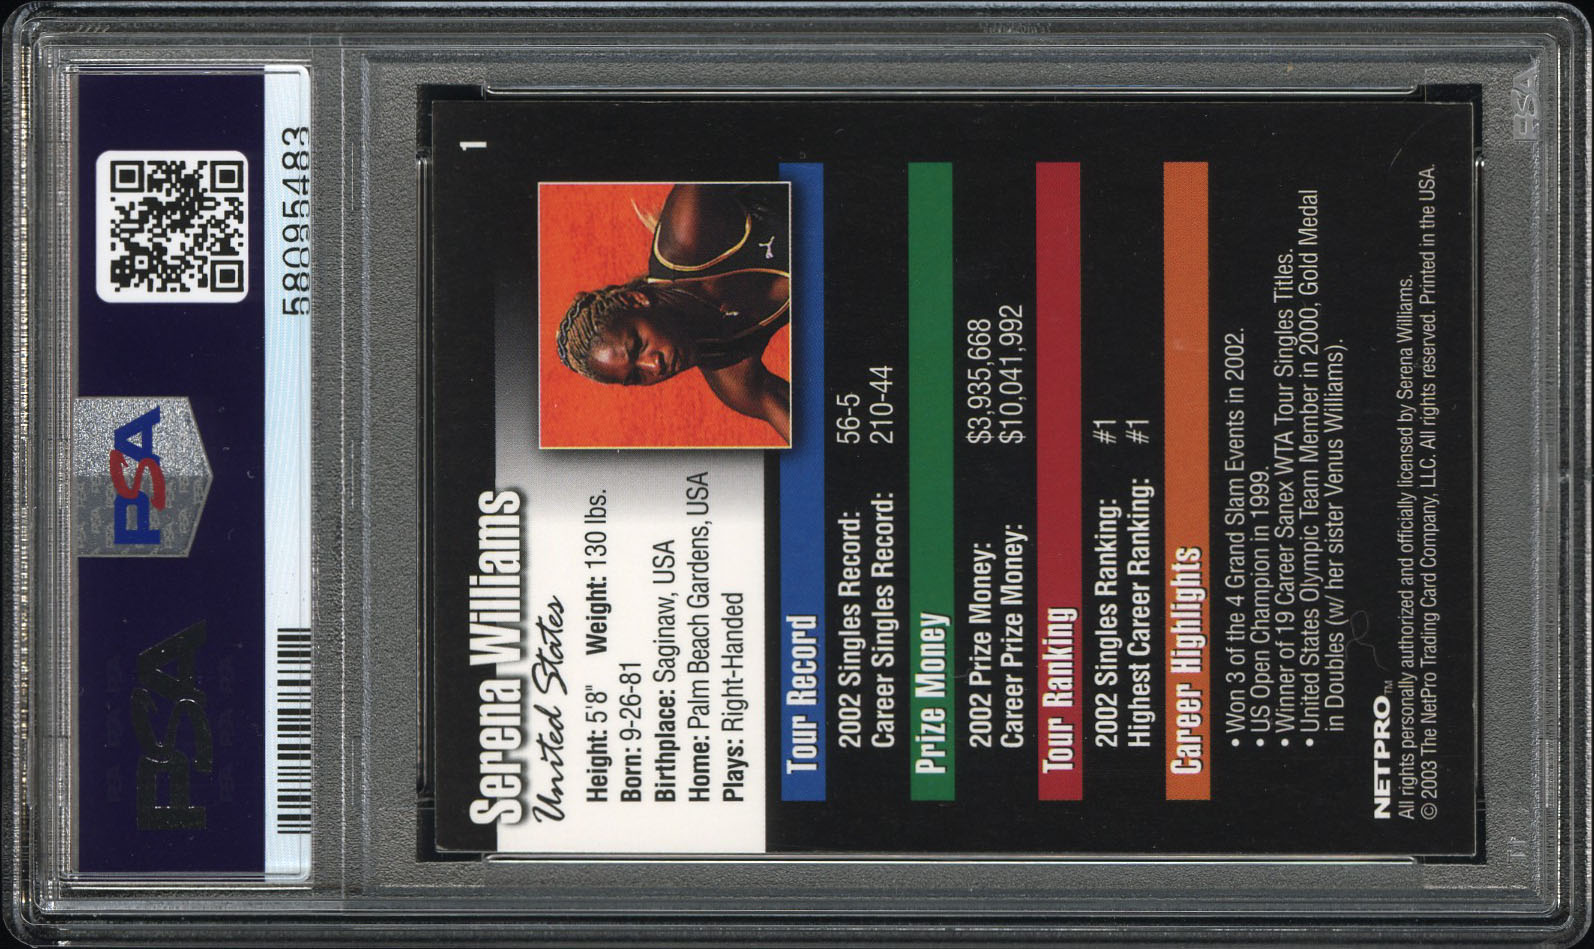 PSA
PSA
58095483
1
Serena Williams
United States
Height: 5'8" Weight: 130 lbs.
Born: 9-26-81
Birthplace: Saginaw, USA
Home: Palm Beach Gardens, USA
Plays: Right-Handed
Tour Record
2002 Singles Record: 56-5
Career Singles Record: 210-44
Prize Money
2002 Prize Money: $3,935,668
Career Prize Money: $10,041,992
Tour Ranking
2002 Singles Ranking: #1
Highest Career Ranking: #1
Career Highlights
• Won 3 of the 4 Grand Slam Events in 2002.
• US Open Champion in 1999.
• Winner of 19 Career Sanex WTA Tour Singles Titles.
• United States Olympic Team Member in 2000, Gold Medal
in Doubles (w/ her sister Venus Williams).
NETPRO™
All rights personally authorized and officially licensed by Serena Williams.
© 2003 The NetPro Trading Card Company, LLC. All rights reserved. Printed in the USA.
PSA